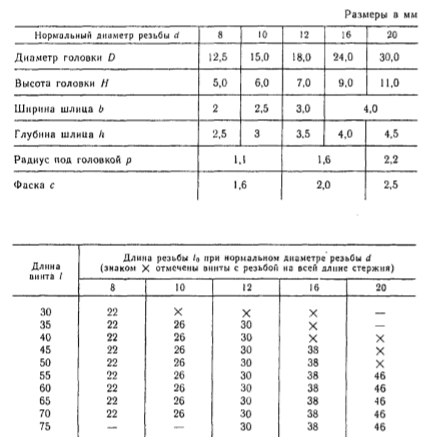 Размеры в мм
Нормальный диаметр резьбы d 8 10 12 16 20
Диаметр головки D 12,5 15,0 18,0 24,0 30,0
Высота головки H 5,0 6,0 7,0 9,0 11,0
Ширина шлица b 2 2,5 3,0 4,0
Глубина шлица h 2,5 3 3,5 4,0 4,5
Радиус под головкой ρ 1,1 1,6 2,2
Фаска c 1,6 2,0 2,5
Длина винта l
Длина резьбы l₀ при нормальном диаметре резьбы d
(знаком × отмечены винты с резьбой на всей длине стержня)
8 10 12 16 20
30 22 × × × —
35 22 26 30 × —
40 22 26 30 × ×
45 22 26 30 38 ×
50 22 26 30 38 ×
55 22 26 30 38 46
60 22 26 30 38 46
65 22 26 30 38 46
70 22 26 30 38 46
75 — — 30 38 46